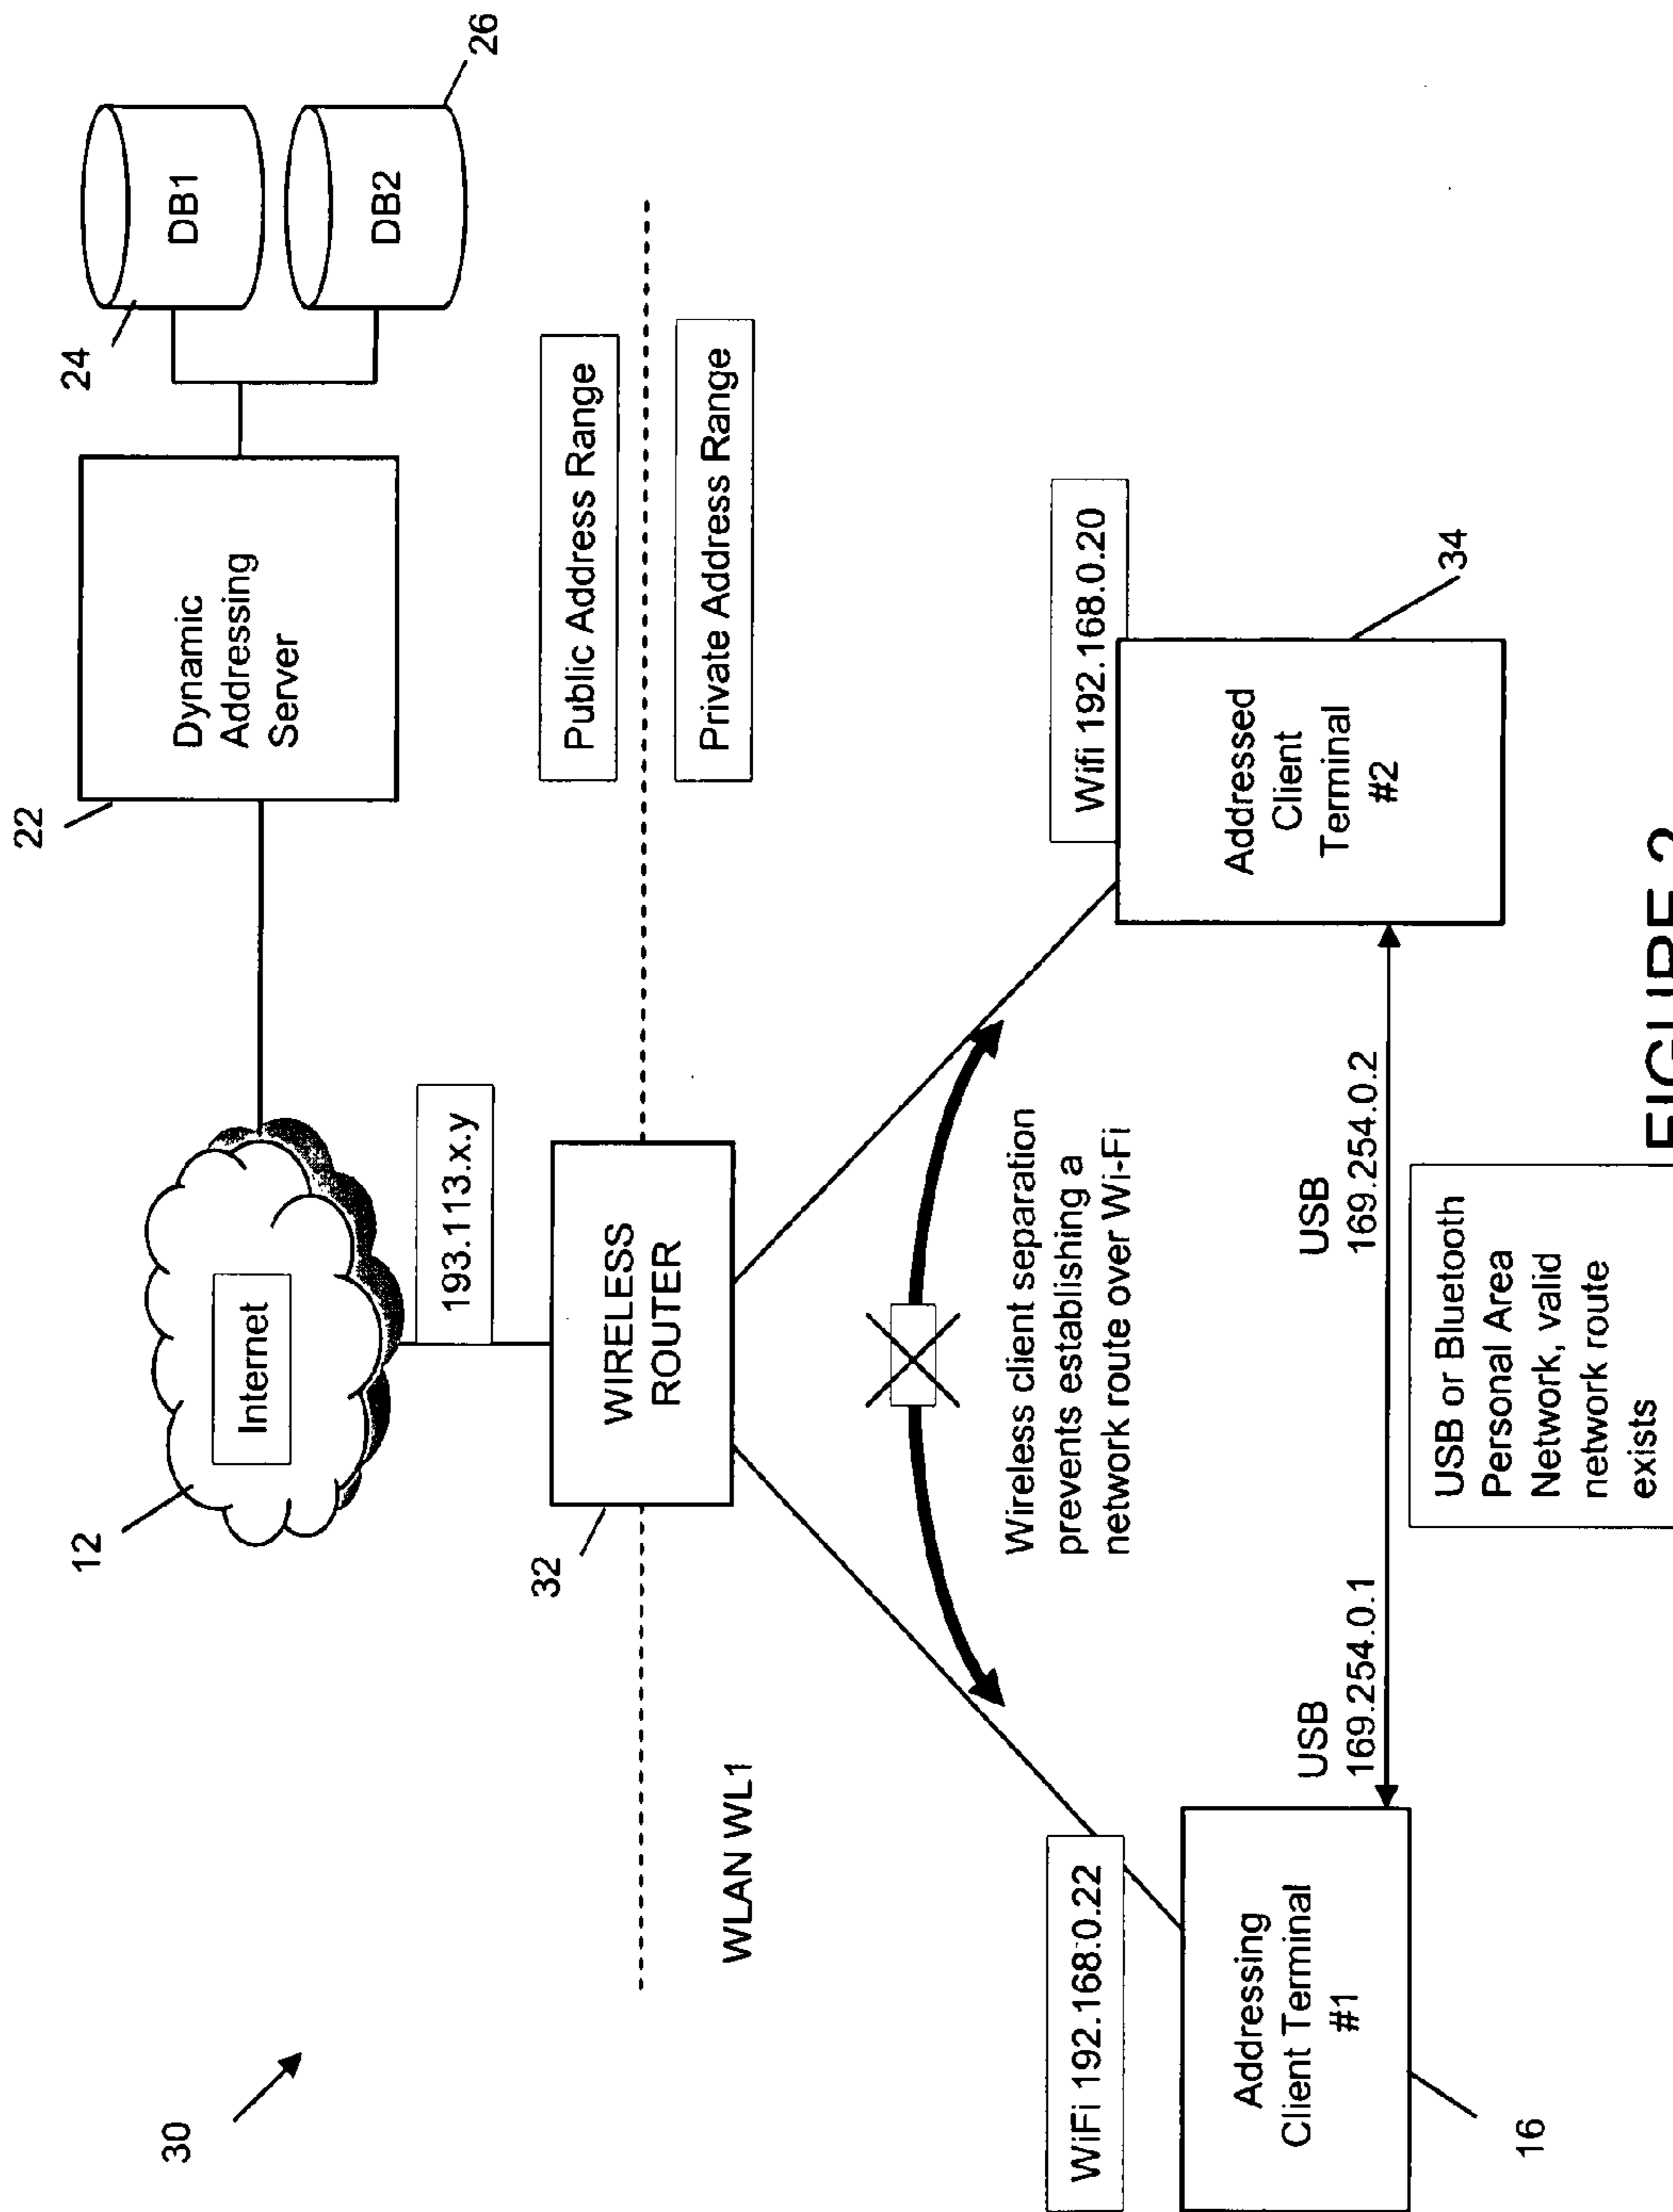 30
12
Internet
22
Dynamic
Addressing
Server
24
DB1
DB2
26
193.113.x.y
32
WIRELESS
ROUTER
Public Address Range
Private Address Range
WLAN WL1
Wireless client separation
prevents establishing a
network route over Wi-Fi
WiFi 192.168.0.22
Addressing
Client Terminal
#1
16
Wifi 192.168.0.20
Addressed
Client
Terminal
#2
34
USB
169.254.0.1
USB
169.254.0.2
USB or Bluetooth
Personal Area
Network, valid
network route
exists
FIGURE 2